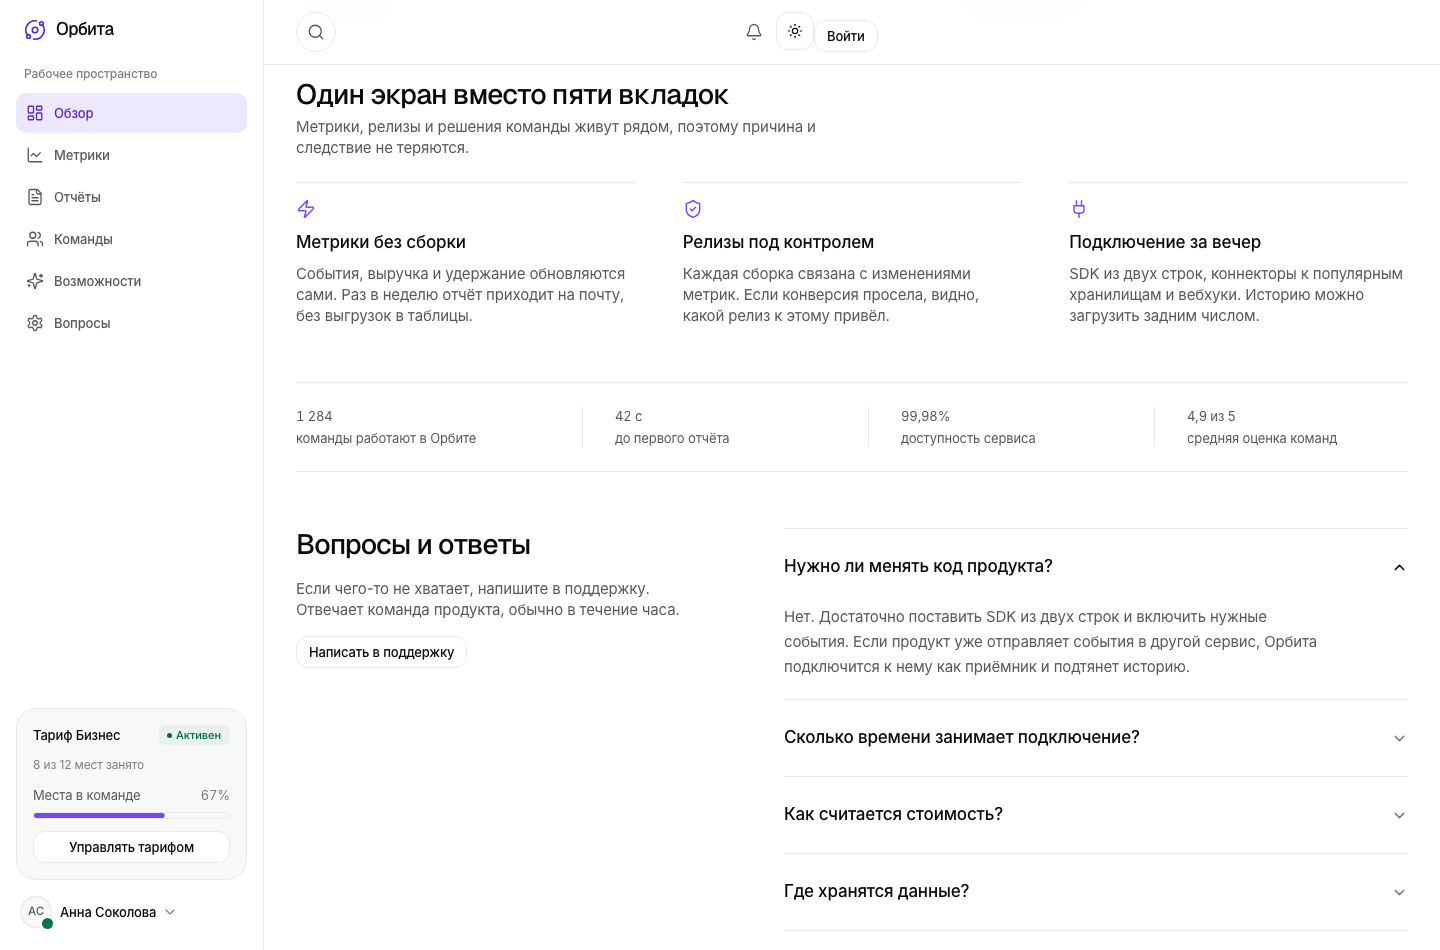 Орбита
Рабочее пространство
Обзор
Метрики
Отчёты
Команды
Возможности
Вопросы
Тариф Бизнес
Активен
8 из 12 мест занято
Места в команде 67%
Управлять тарифом
АС
Анна Соколова
Войти
Один экран вместо пяти вкладок
Метрики, релизы и решения команды живут рядом, поэтому причина и
следствие не теряются.
Метрики без сборки
События, выручка и удержание обновляются
сами. Раз в неделю отчёт приходит на почту,
без выгрузок в таблицы.
Релизы под контролем
Каждая сборка связана с изменениями
метрик. Если конверсия просела, видно,
какой релиз к этому привёл.
Подключение за вечер
SDK из двух строк, коннекторы к популярным
хранилищам и вебхуки. Историю можно
загрузить задним числом.
1 284
команды работают в Орбите
42 с
до первого отчёта
99,98%
доступность сервиса
4,9 из 5
средняя оценка команд
Вопросы и ответы
Если чего-то не хватает, напишите в поддержку.
Отвечает команда продукта, обычно в течение часа.
Написать в поддержку
Нужно ли менять код продукта?
Нет. Достаточно поставить SDK из двух строк и включить нужные
события. Если продукт уже отправляет события в другой сервис, Орбита
подключится к нему как приёмник и подтянет историю.
Сколько времени занимает подключение?
Как считается стоимость?
Где хранятся данные?